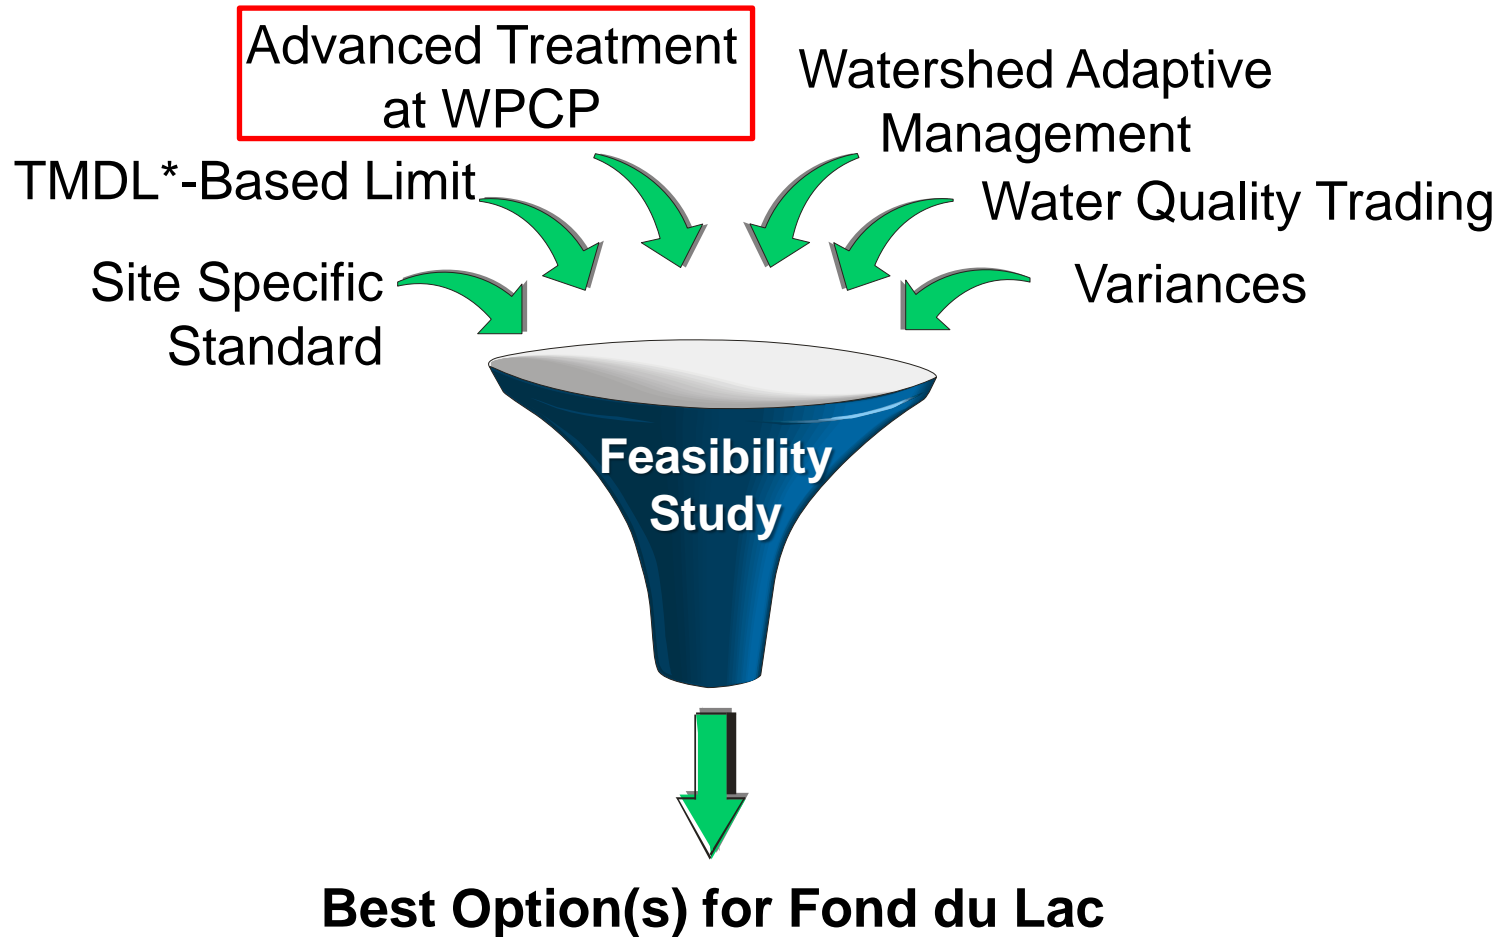 Advanced Treatment
at WPCP
Watershed Adaptive
Management
TMDL*-Based Limit
Water Quality Trading
Site Specific
Standard
Variances
Feasibility
Study
Best Option(s) for Fond du Lac